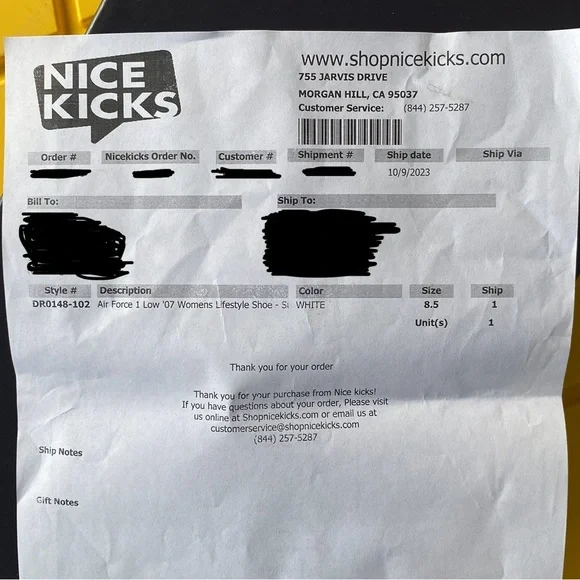 NICE
KICKS
www.shopnicekicks.com
755 JARVIS DRIVE
MORGAN HILL, CA 95037
Customer Service: (844) 257-5287
Order # Nicekicks Order No. Customer # Shipment # Ship date Ship Via
10/9/2023
Bill To: Ship To:
Style # Description Color Size Ship
DR0148-102 Air Force 1 Low '07 Womens Lifestyle Shoe - WHITE 8.5 1
Unit(s) 1
Thank you for your order
Thank you for your purchase from Nice kicks!
If you have questions about your order, Please visit
us online at Shopnicekicks.com or email us at
customerservice@shopnicekicks.com
(844) 257-5287
Ship Notes
Gift Notes